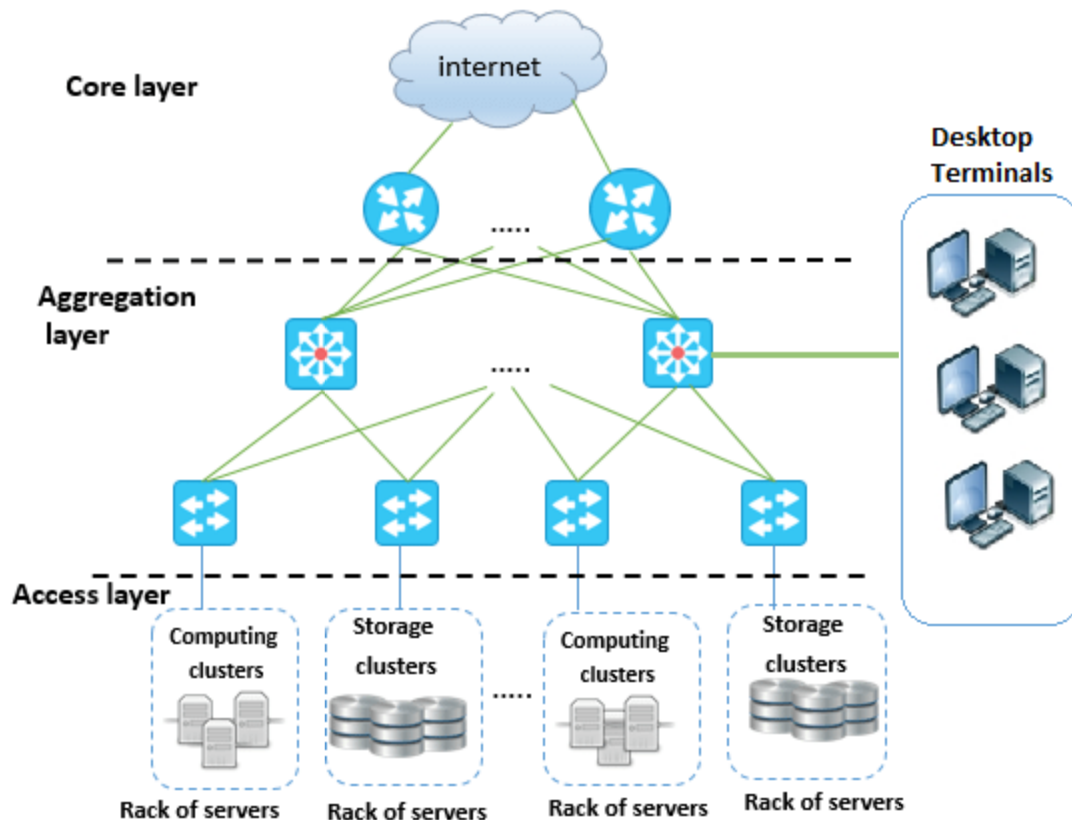 internet
Core layer
Desktop
Terminals
.....
Aggregation
layer
.....
Access layer
Computing
clusters
Storage
clusters
.....
Computing
clusters
Storage
clusters
Rack of servers
Rack of servers
Rack of servers
Rack of servers